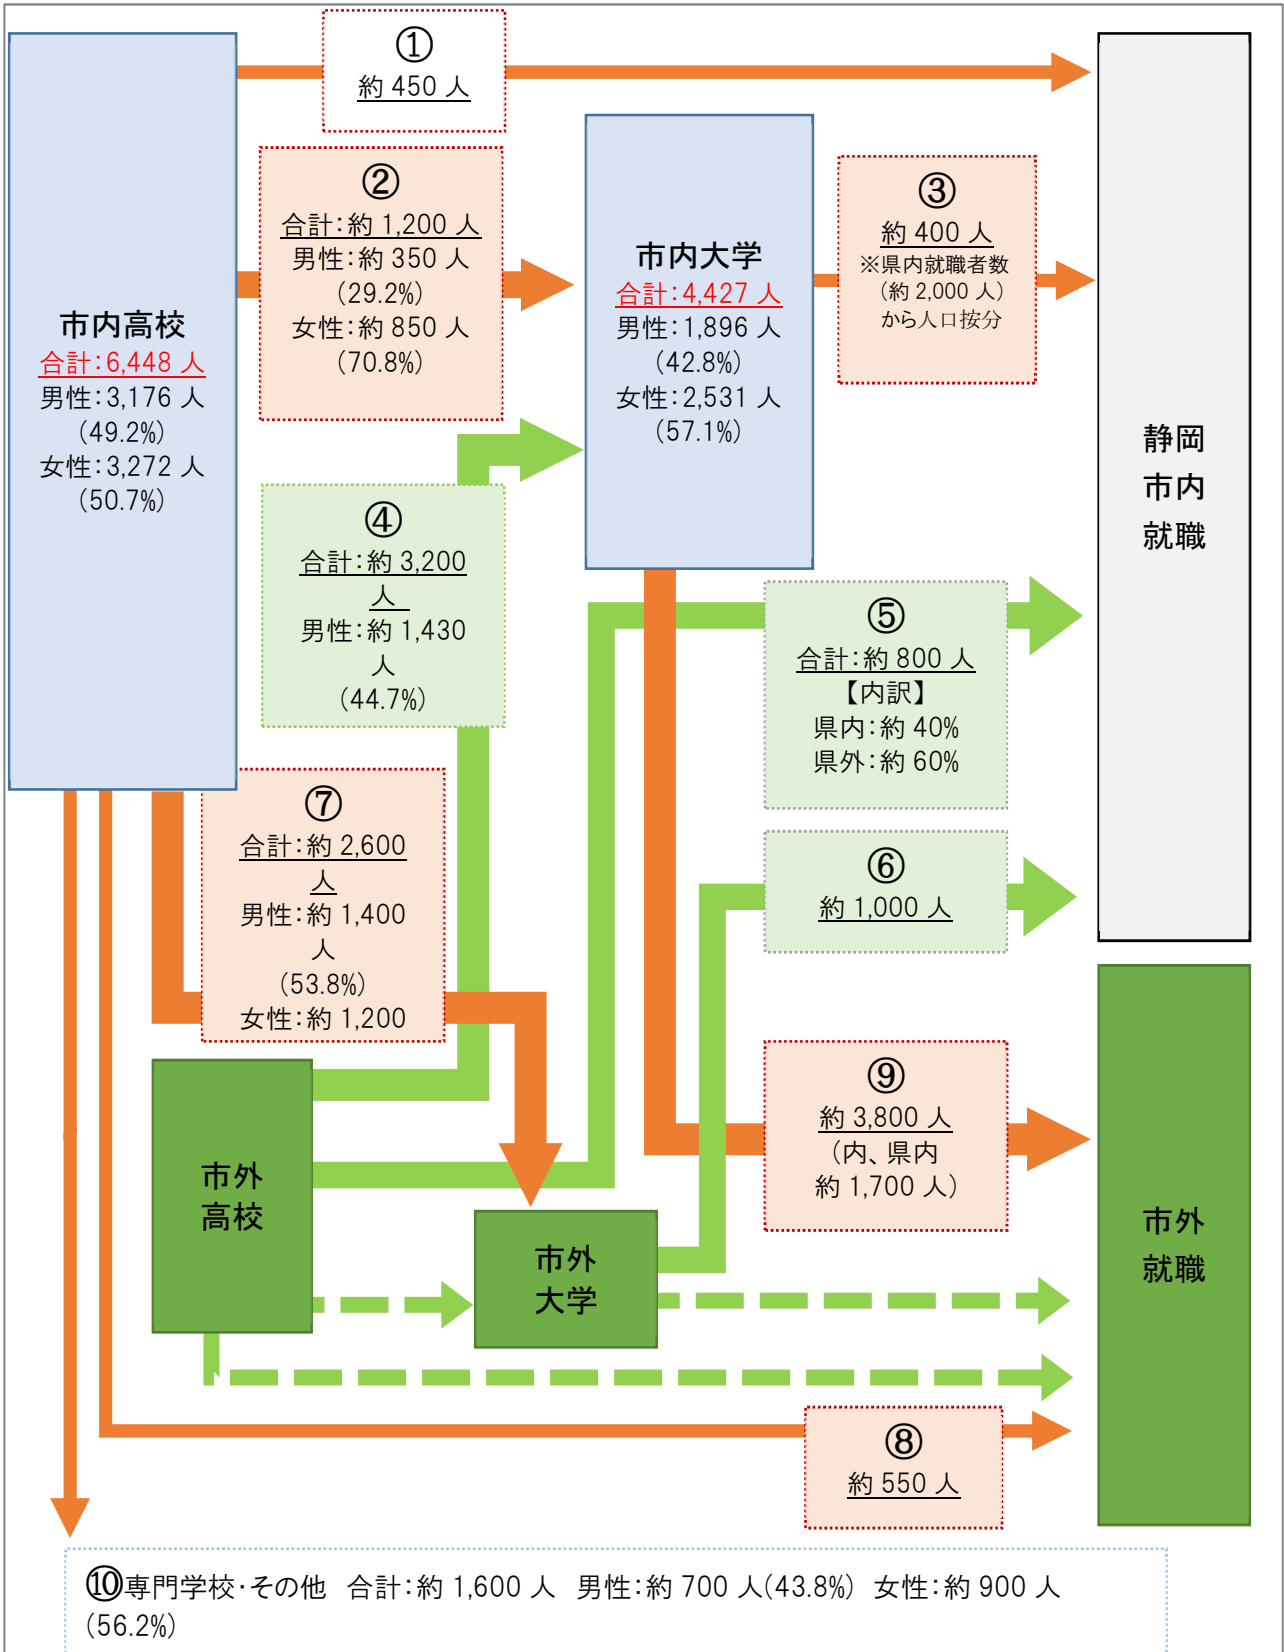 ①
約 450 人
②
合計：約 1,200 人
男性：約 350 人
(29.2%)
女性：約 850 人
(70.8%)
③
約 400 人
※県内就職者数
(約 2,000 人)
から人口按分
市内高校
合計：6,448 人
男性：3,176 人
(49.2%)
女性：3,272 人
(50.7%)
市内大学
合計：4,427 人
男性：1,896 人
(42.8%)
女性：2,531 人
(57.1%)
静岡
市内
就職
④
合計：約 3,200
人
男性：約 1,430
人
(44.7%)
⑤
合計：約 800 人
【内訳】
県内：約 40%
県外：約 60%
⑥
約 1,000 人
⑦
合計：約 2,600
人
男性：約 1,400
人
(53.8%)
女性：約 1,200
⑨
約 3,800 人
(内、県内
約 1,700 人)
市外
高校
市外
大学
市外
就職
⑧
約 550 人
⑩専門学校・その他 合計：約 1,600 人 男性：約 700 人(43.8%) 女性：約 900 人
(56.2%)